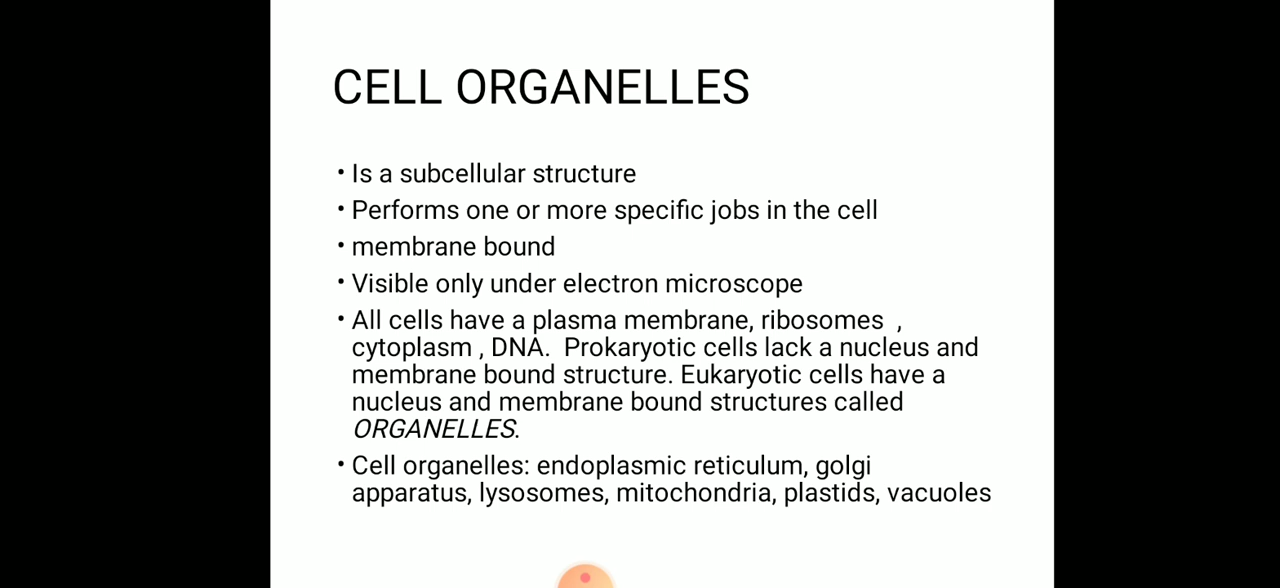 CELL ORGANELLES
• Is a subcellular structure
• Performs one or more specific jobs in the cell
• membrane bound
• Visible only under electron microscope
• All cells have a plasma membrane, ribosomes  ,
cytoplasm , DNA.  Prokaryotic cells lack a nucleus and
membrane bound structure. Eukaryotic cells have a
nucleus and membrane bound structures called
ORGANELLES.
• Cell organelles: endoplasmic reticulum, golgi
apparatus, lysosomes, mitochondria, plastids, vacuoles